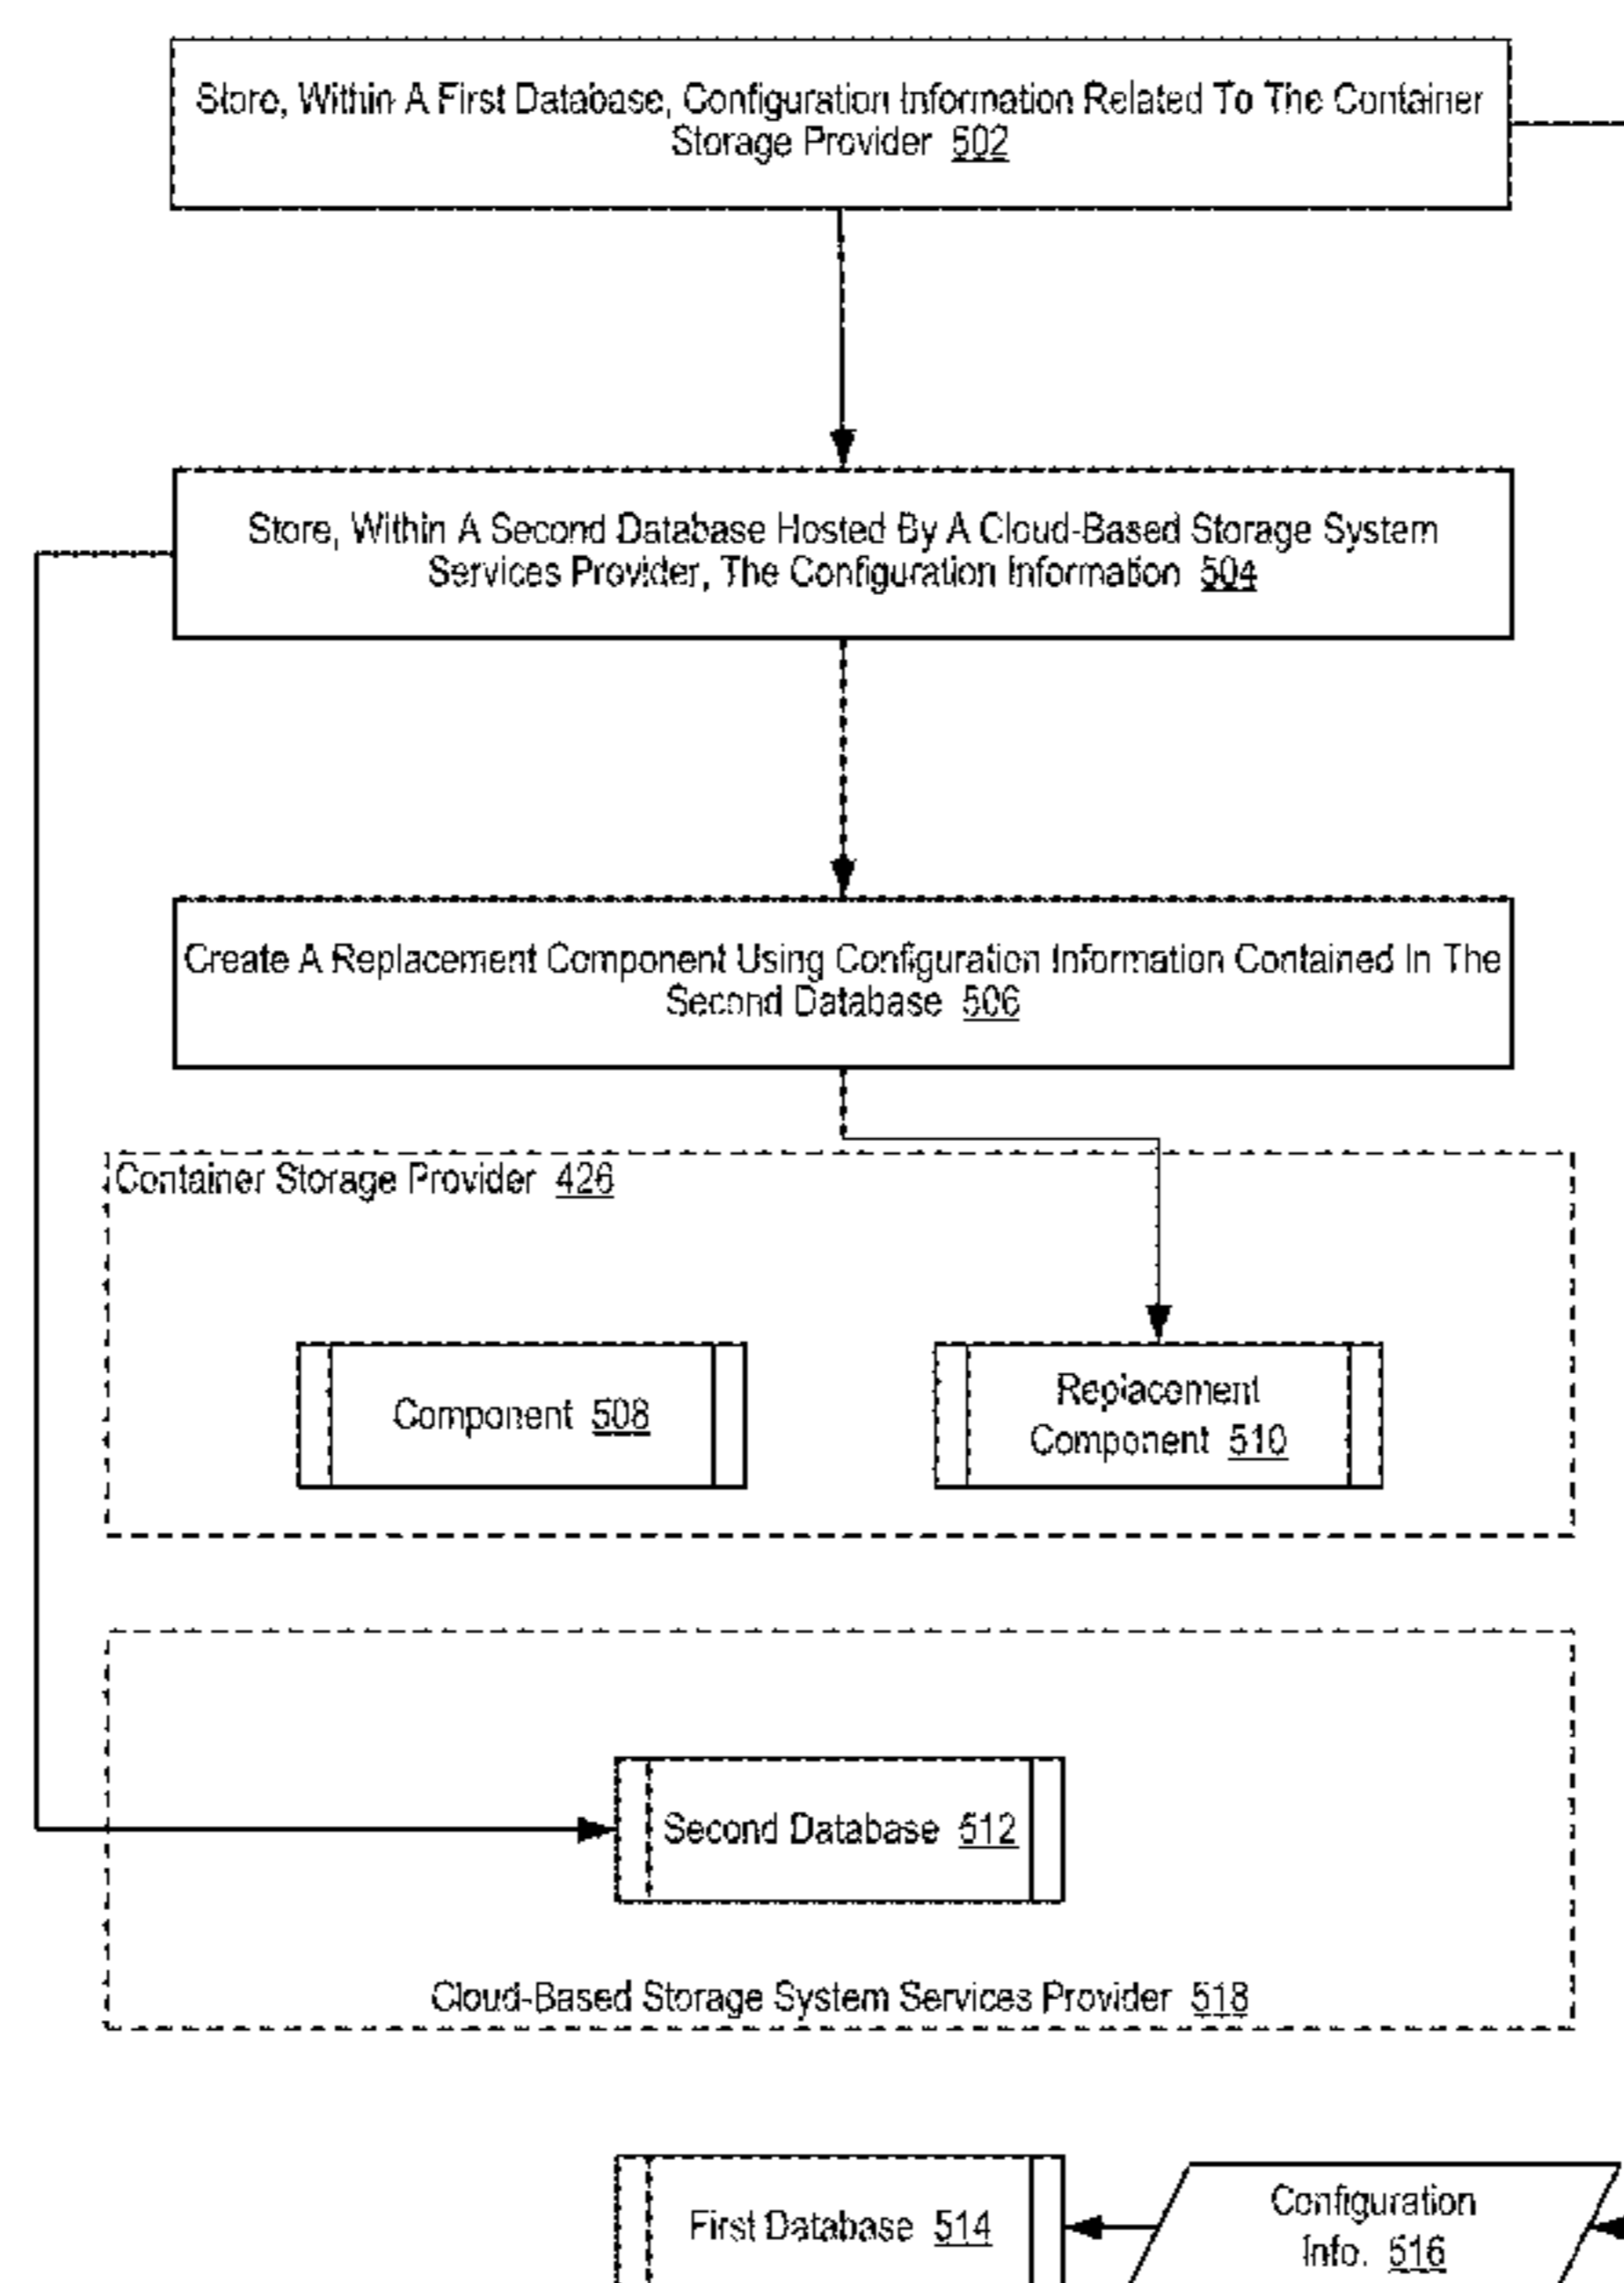 Store, Within A First Database, Configuration Information Related To The Container
Storage Provider 502
Store, Within A Second Database Hosted By A Cloud-Based Storage System
Services Provider, The Configuration Information 504
Create A Replacement Component Using Configuration Information Contained In The
Second Database 506
Container Storage Provider 426
Component 508
Replacement
Component 510
Second Database 512
Cloud-Based Storage System Services Provider 518
First Database 514
Configuration
Info. 516